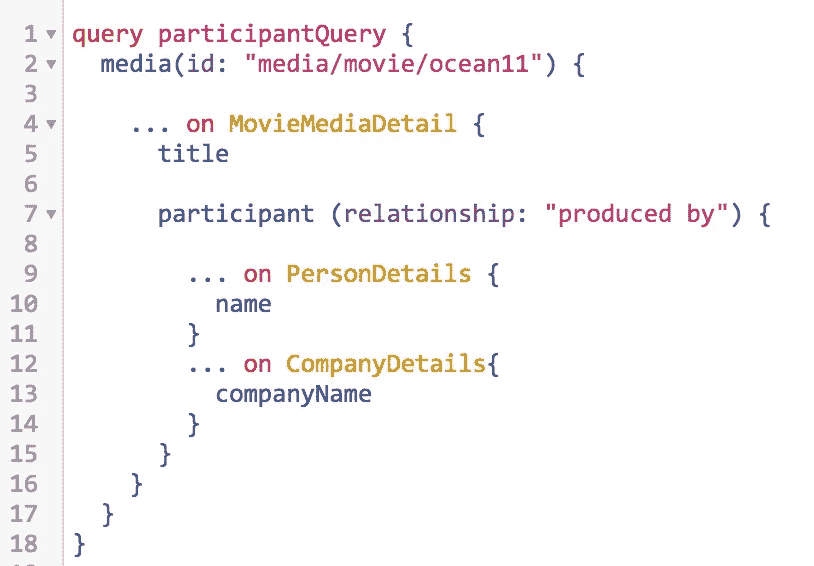 1 query participantQuery {
2 media(id: "media/movie/ocean11") {
3
4 ... on MovieMediaDetail {
5 title
6
7 participant (relationship: "produced by") {
8
9 ... on PersonDetails {
10 name
11 }
12 ... on CompanyDetails{
13 companyName
14 }
15 }
16 }
17 }
18 }